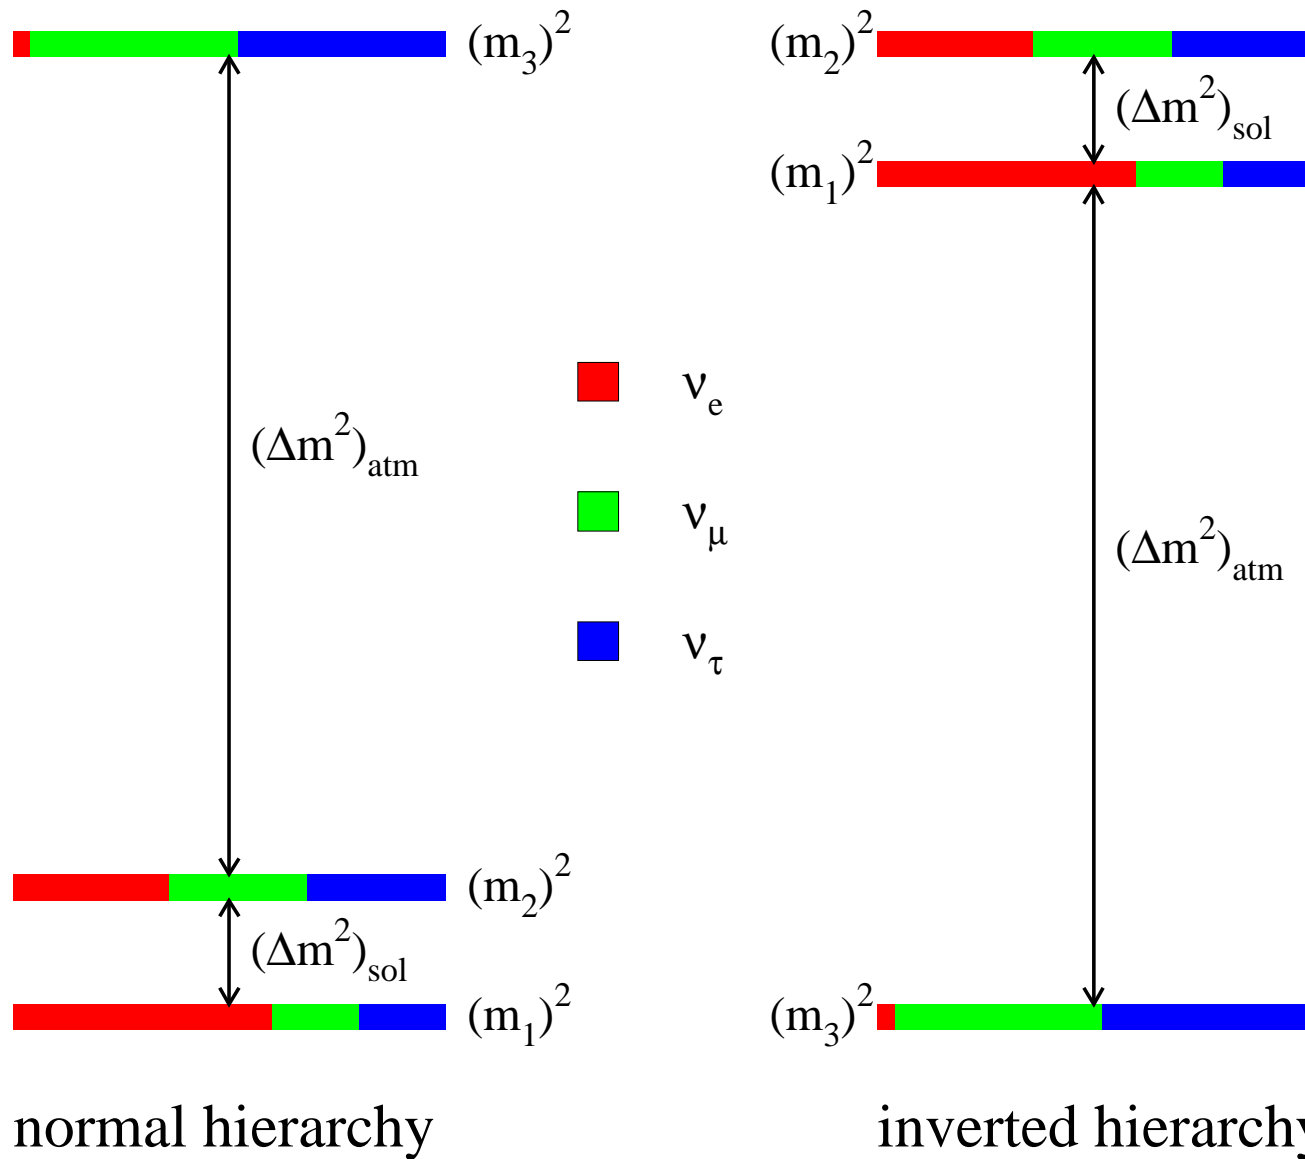 (m₃)²
(Δm²)atm
(m₂)²
(Δm²)sol
(m₁)²
normal hierarchy
νe
νμ
ντ
(m₂)²
(Δm²)sol
(m₁)²
(Δm²)atm
(m₃)²
inverted hierarchy